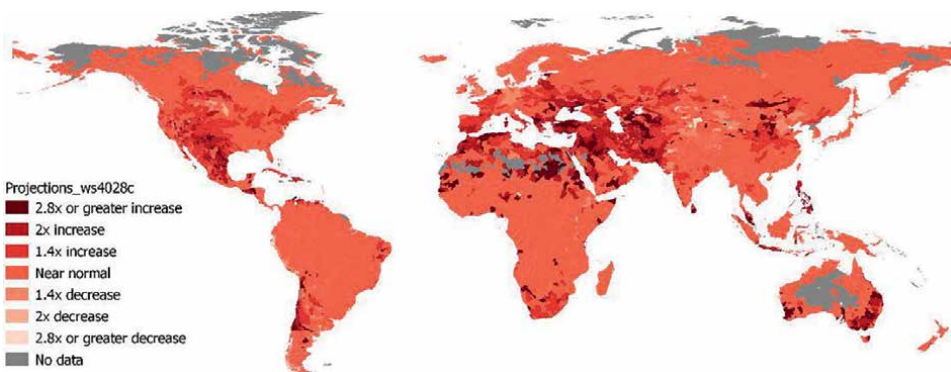 Projections_ws4028c
2.8x or greater increase
2x increase
1.4x increase
Near normal
1.4x decrease
2x decrease
2.8x or greater decrease
No data